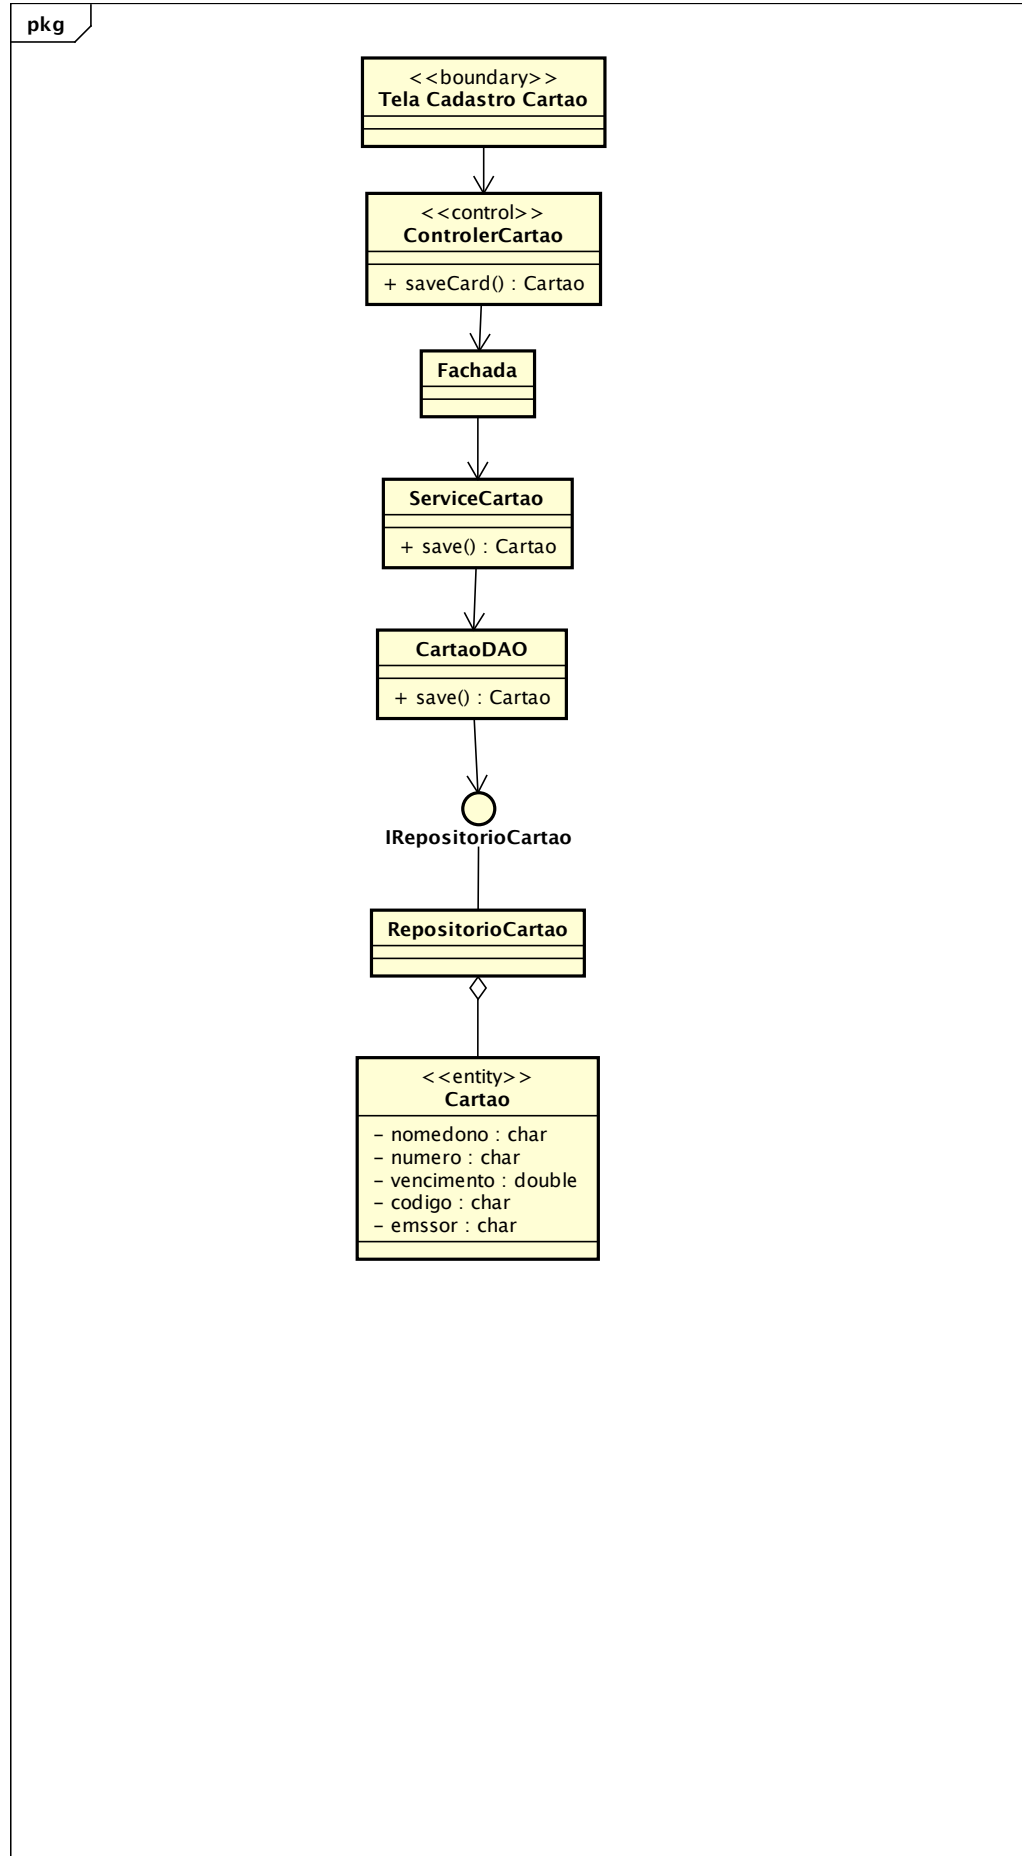 pkg
<<boundary>>
Tela Cadastro Cartao
<<control>>
ControlerCartao
+ saveCard() : Cartao
Fachada
ServiceCartao
+ save() : Cartao
CartaoDAO
+ save() : Cartao
IRepositorioCartao
RepositorioCartao
<<entity>>
Cartao
- nomedono : char
- numero : char
- vencimento : double
- codigo : char
- emssor : char